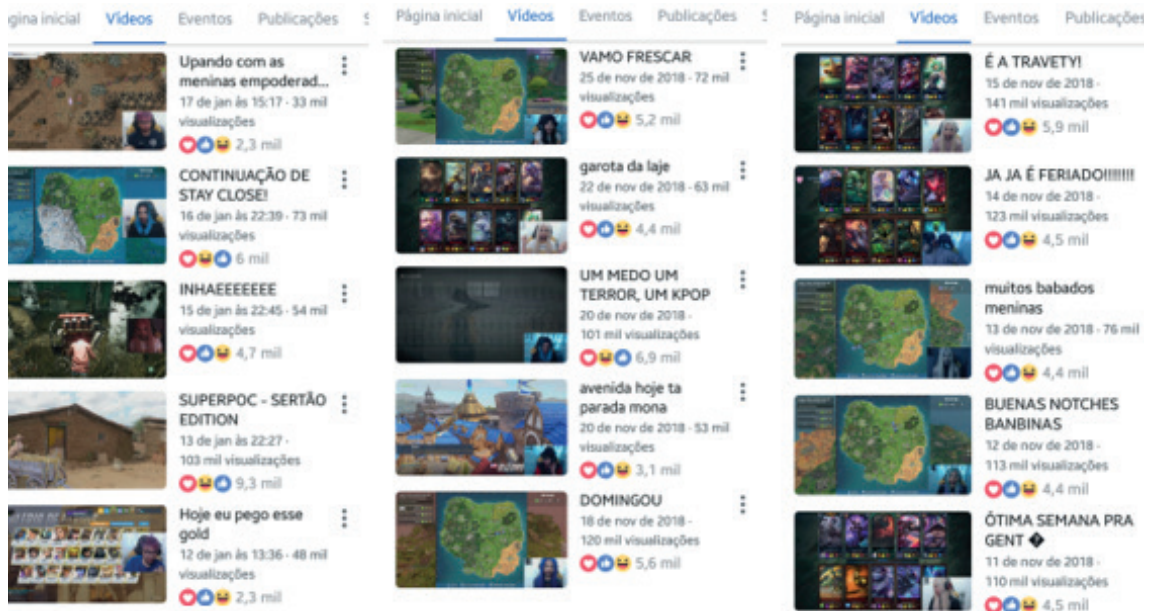 ágina inicial Vídeos Eventos Publicações S
Upando com as
meninas empoderad...
17 de jan às 15:17 · 33 mil
visualizações
2,3 mil
CONTINUAÇÃO DE
STAY CLOSE!
16 de jan às 22:39 · 73 mil
visualizações
6 mil
INHAEEEEEEE
15 de jan às 22:45 · 54 mil
visualizações
4,7 mil
SUPERPOC - SERTÃO
EDITION
13 de jan às 22:27 ·
103 mil visualizações
9,3 mil
Hoje eu pego esse
gold
12 de jan às 13:36 · 48 mil
visualizações
2,3 mil
Página inicial Vídeos Eventos Publicações S
VAMO FRESCAR
25 de nov de 2018 · 72 mil
visualizações
5,2 mil
garota da laje
22 de nov de 2018 · 63 mil
visualizações
4,4 mil
UM MEDO UM
TERROR, UM KPOP
20 de nov de 2018 ·
101 mil visualizações
6,9 mil
avenida hoje ta
parada mona
20 de nov de 2018 · 53 mil
visualizações
3,1 mil
DOMINGOU
18 de nov de 2018 ·
120 mil visualizações
5,6 mil
Página inicial Vídeos Eventos Publicações
É A TRAVETY!
15 de nov de 2018 ·
141 mil visualizações
5,9 mil
JA JA É FERIADO!!!!!!!!
14 de nov de 2018 ·
123 mil visualizações
4,5 mil
muitos babados
meninas
13 de nov de 2018 · 76 mil
visualizações
4,4 mil
BUENAS NOTCHES
BANBINAS
12 de nov de 2018 ·
113 mil visualizações
4,4 mil
ÓTIMA SEMANA PRA
GENT �
11 de nov de 2018 ·
110 mil visualizações
4,5 mil